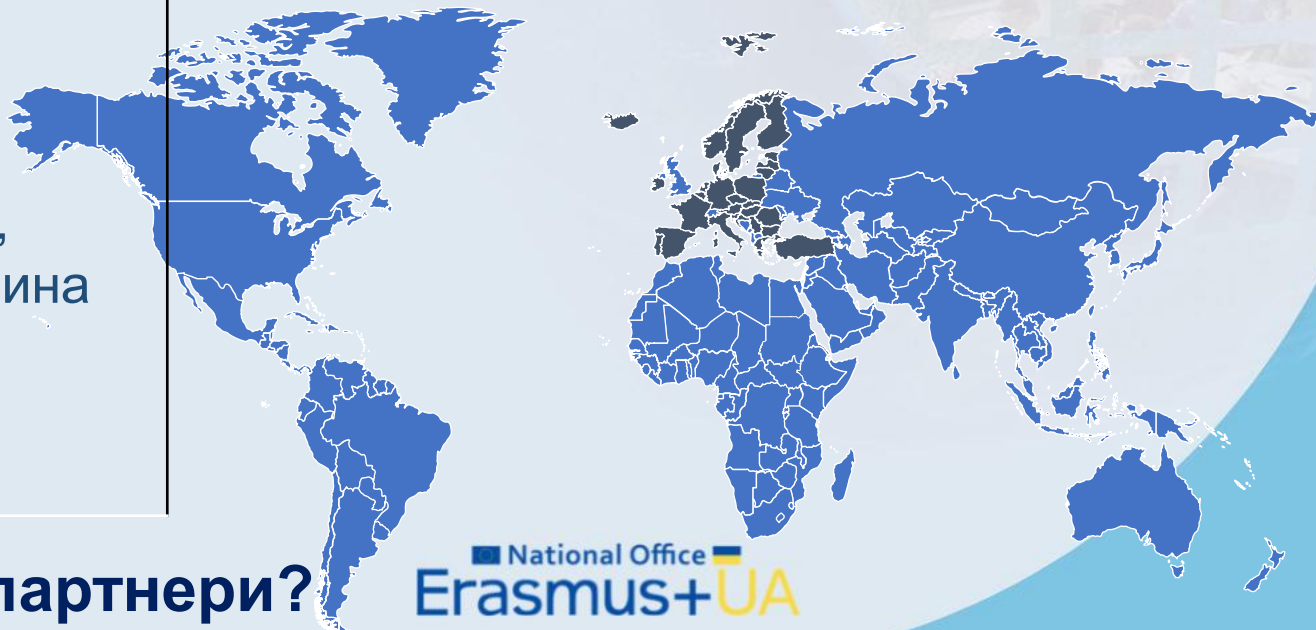 ,
ина
партнери?
National Office
Erasmus+UA